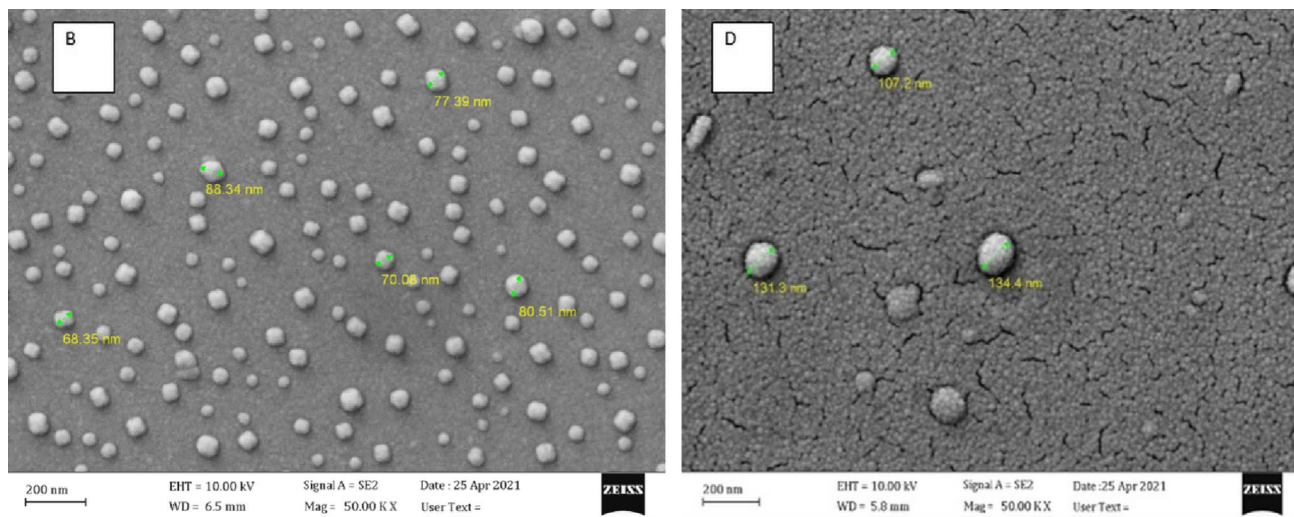 B
77.39 nm
88.34 nm
70.08 nm
80.51 nm
68.35 nm
200 nm
EHT = 10.00 kV
WD = 6.5 mm
Signal A = SE2
Mag = 50.00 K X
Date : 25 Apr 2021
User Text =
ZEISS
D
107.2 nm
131.3 nm
134.4 nm
200 nm
EHT = 10.00 kV
WD = 5.8 mm
Signal A = SE2
Mag = 50.00 K X
Date :25 Apr 2021
User Text =
ZEISS